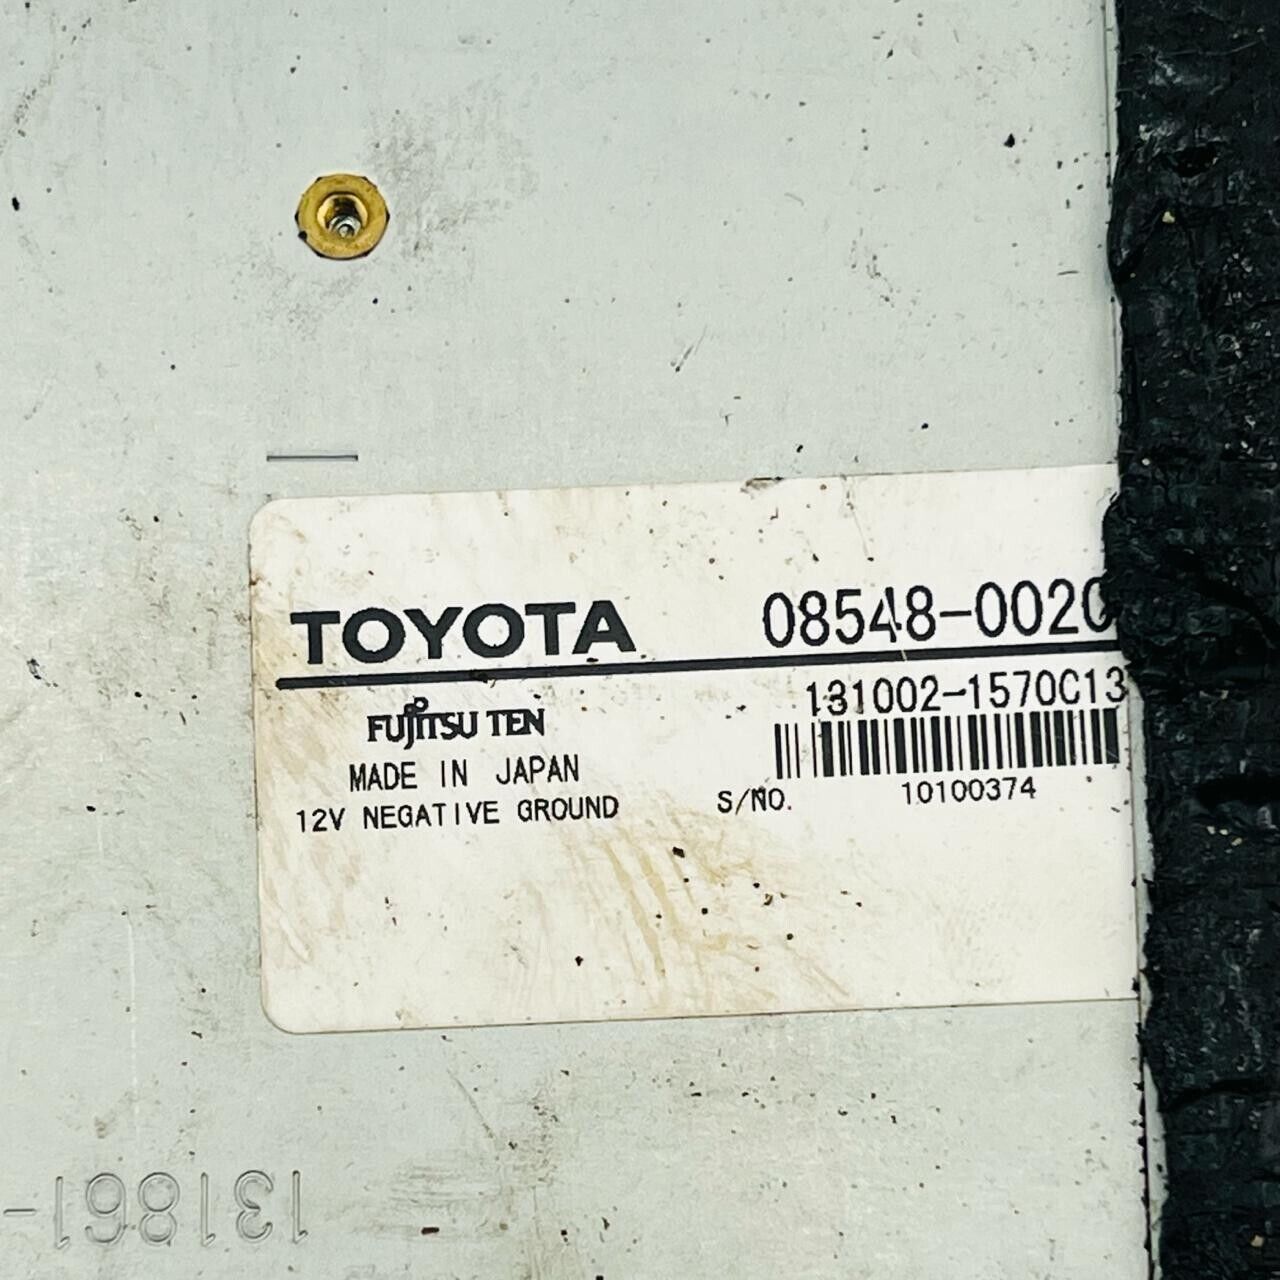 TOYOTA 08548-0020
131002-1570C13
FUJITSU TEN
MADE IN JAPAN
12V NEGATIVE GROUND
S/NO. 10100374
131861-